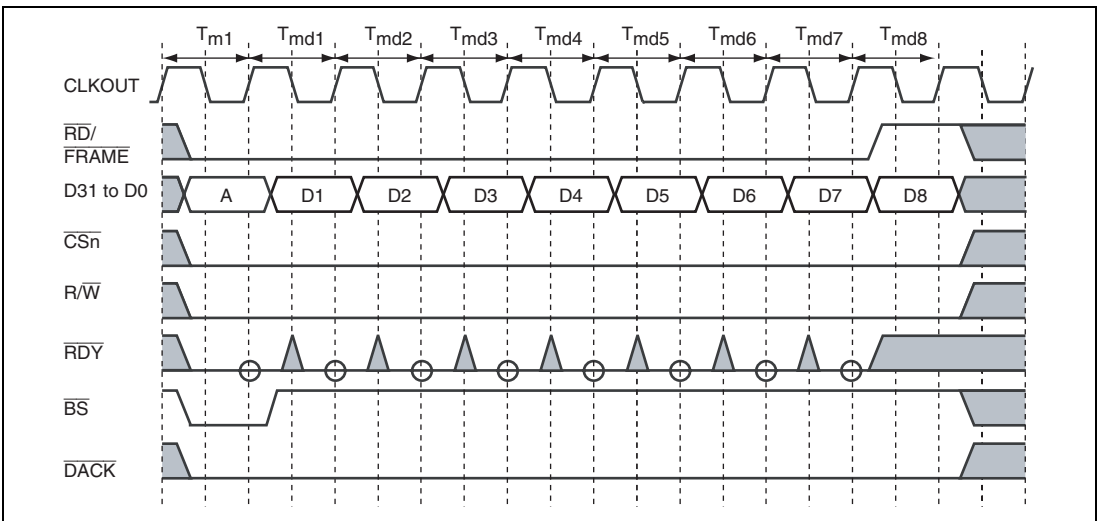 Tm1 Tmd1 Tmd2 Tmd3 Tmd4 Tmd5 Tmd6 Tmd7 Tmd8
CLKOUT
RD/
FRAME
D31 to D0 A D1 D2 D3 D4 D5 D6 D7 D8
CSn
R/W
RDY
BS
DACK